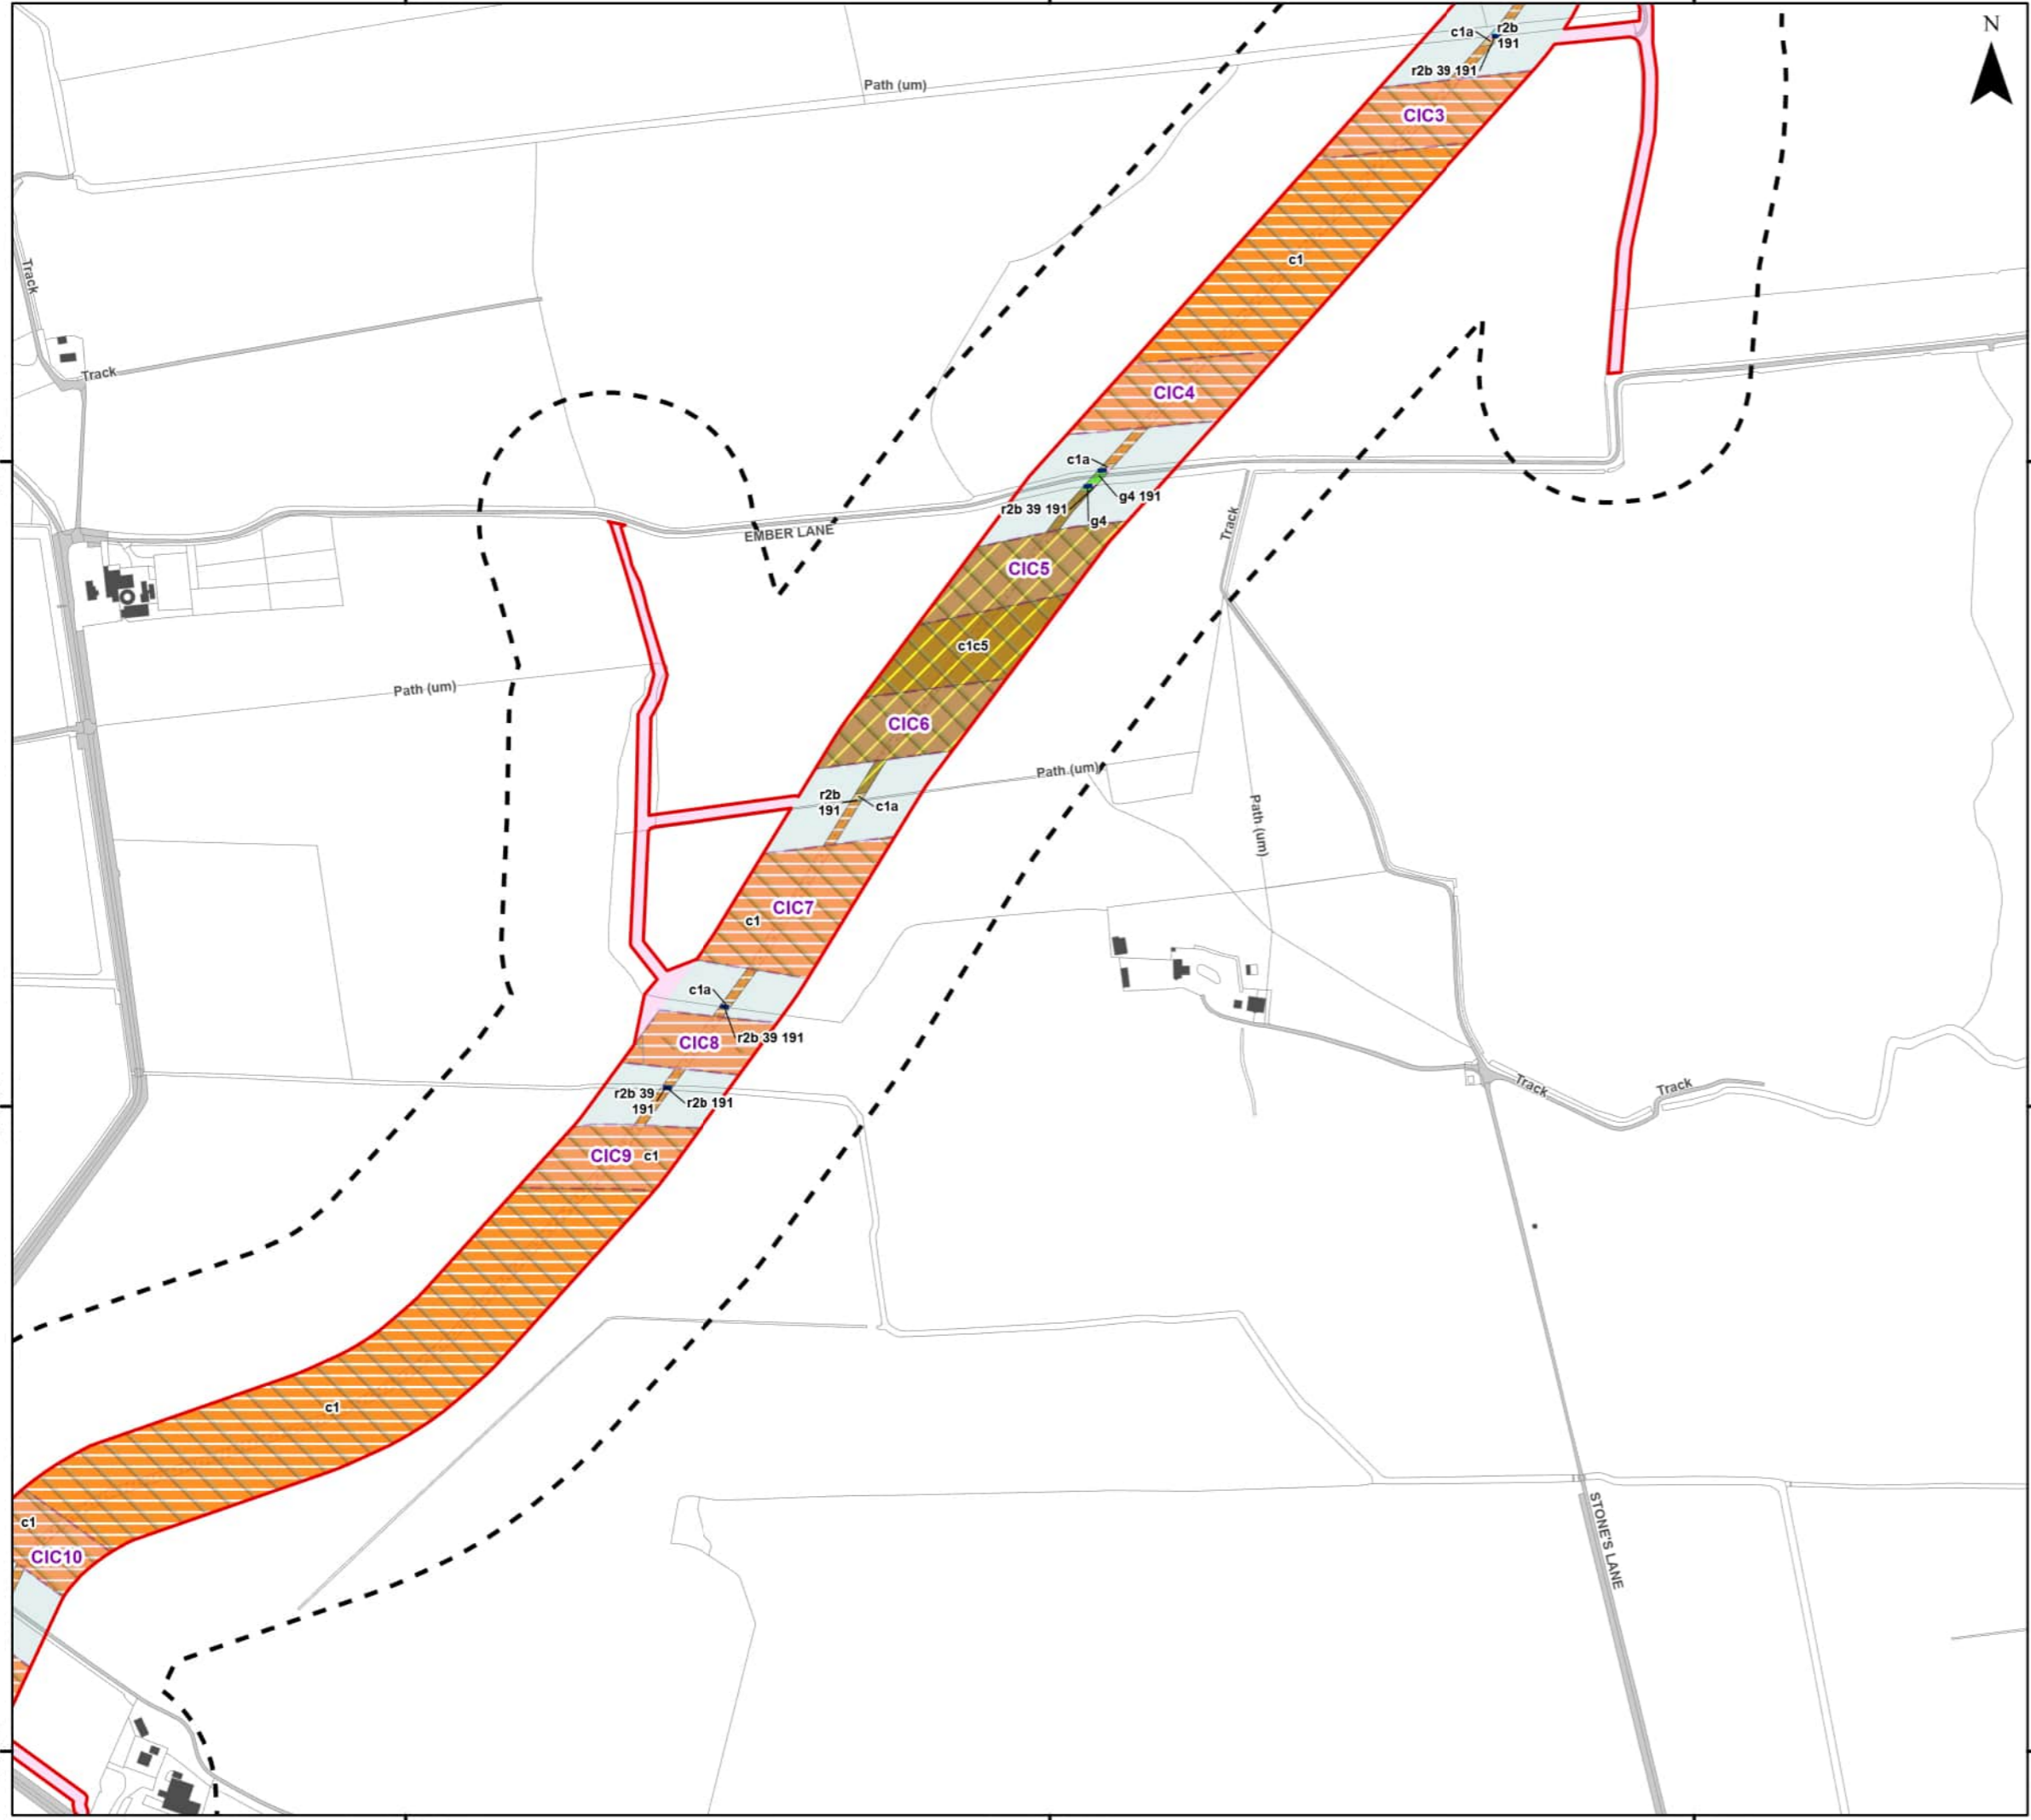 N
c1a
r2b
191
r2b 39 191
Path (um)
CIC3
Track
c1
Track
CIC4
c1a
g4 191
r2b 39 191
g4
EMBER LANE
Track
CIC5
c1c5
Path (um)
CIC6
Path (um)
r2b
191
c1a
Path (um)
CIC7
c1
c1a
r2b 39 191
CIC8
r2b 39
191
r2b 191
Track
Track
CIC9
c1
c1
c1
CIC10
STONE'S LANE